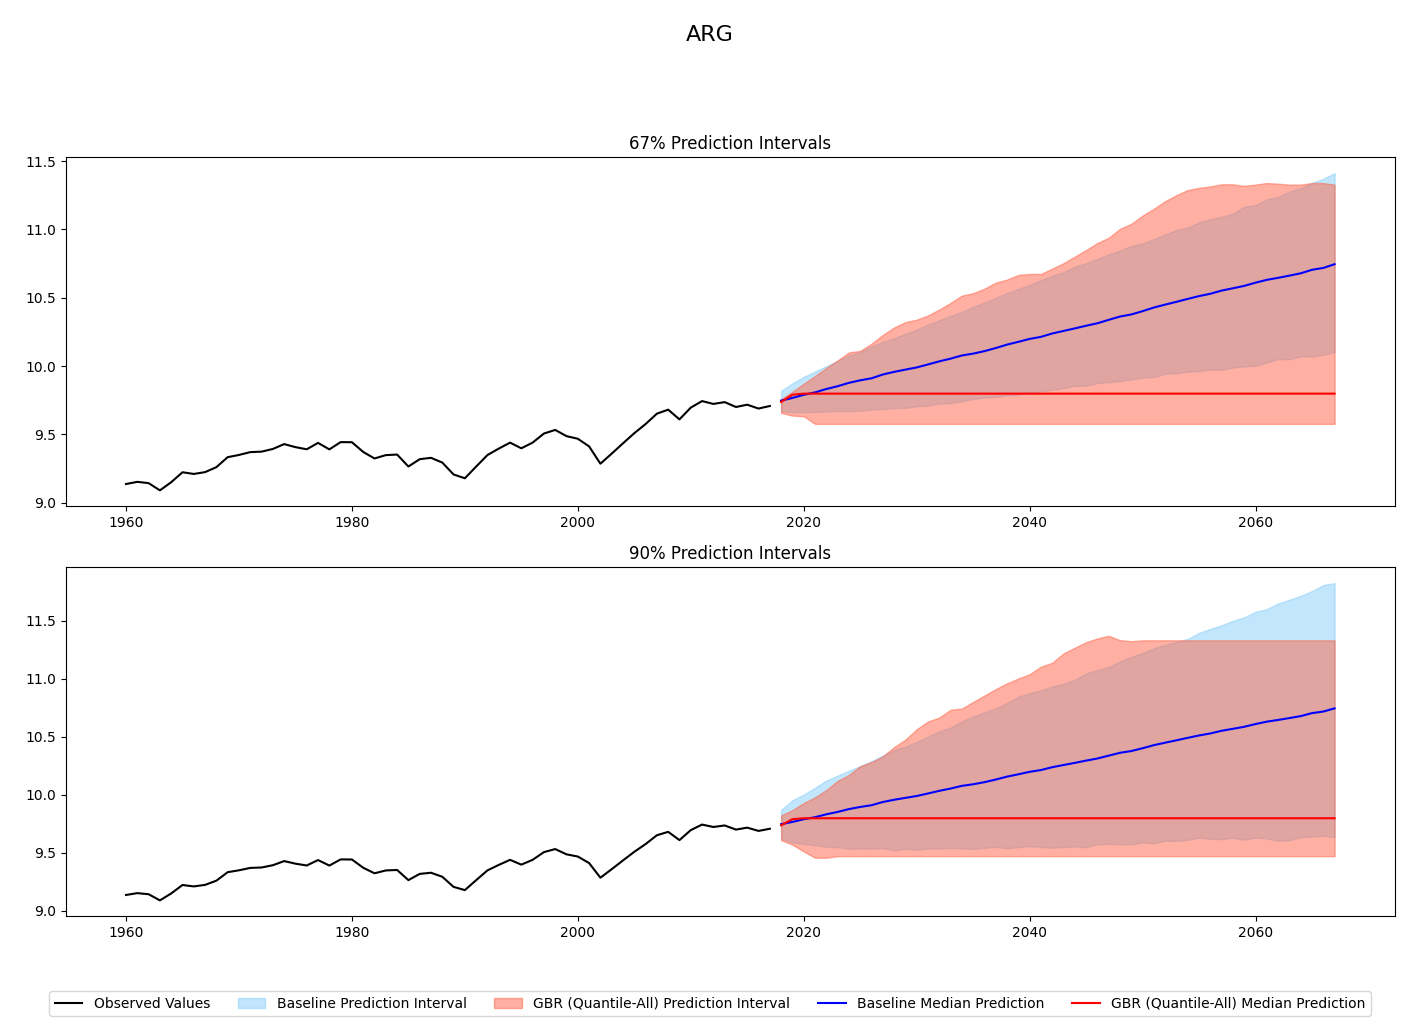 ARG
67% Prediction Intervals
11.5
11.0
10.5
10.0
9.5
9.0
1960 1980 2000 2020 2040 2060
90% Prediction Intervals
11.5
11.0
10.5
10.0
9.5
9.0
1960 1980 2000 2020 2040 2060
Observed Values Baseline Prediction Interval GBR (Quantile-All) Prediction Interval Baseline Median Prediction GBR (Quantile-All) Median Prediction